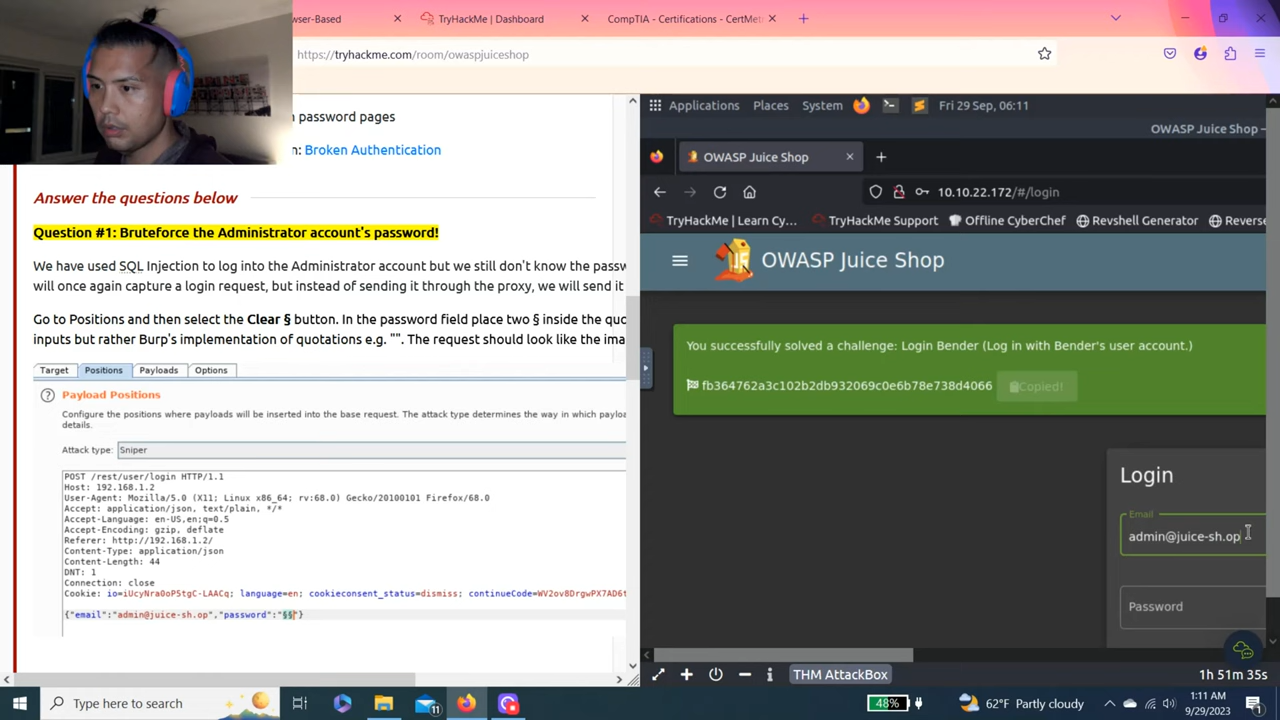 wser-Based
TryHackMe | Dashboard
CompTIA - Certifications - CertMet
https://tryhackme.com/room/owaspjuiceshop
password pages
n: Broken Authentication
Answer the questions below
Question #1: Bruteforce the Administrator account's password!
We have used SQL Injection to log into the Administrator account but we still don't know the passw
will once again capture a login request, but instead of sending it through the proxy, we will send it
Go to Positions and then select the Clear § button. In the password field place two § inside the quo
inputs but rather Burp's implementation of quotations e.g. "". The request should look like the ima
Target Positions Payloads Options
? Payload Positions
Configure the positions where payloads will be inserted into the base request. The attack type determines the way in which payloa
details.
Attack type: Sniper
POST /rest/user/login HTTP/1.1
Host: 192.168.1.2
User-Agent: Mozilla/5.0 (X11; Linux x86_64; rv:68.0) Gecko/20100101 Firefox/68.0
Accept: application/json, text/plain, */*
Accept-Language: en-US,en;q=0.5
Accept-Encoding: gzip, deflate
Referer: http://192.168.1.2/
Content-Type: application/json
Content-Length: 44
DNT: 1
Connection: close
Cookie: io=iUcyNra0oP5tgC-LAACq; language=en; cookieconsent_status=dismiss; continueCode=WV2ov8DrgwPX7AD6t
{"email":"admin@juice-sh.op","password":"§§"}
Applications Places System Fri 29 Sep, 06:11
OWASP Juice Shop –
OWASP Juice Shop
10.10.22.172/#/login
TryHackMe | Learn Cy... TryHackMe Support Offline CyberChef Revshell Generator Reverse
OWASP Juice Shop
You successfully solved a challenge: Login Bender (Log in with Bender's user account.)
fb364762a3c102b2db932069c0e6b78e738d4066 Copied!
Login
Email
admin@juice-sh.op
Password
THM AttackBox 1h 51m 35s
Type here to search
11
48%
62°F Partly cloudy
1:11 AM
9/29/2023
1